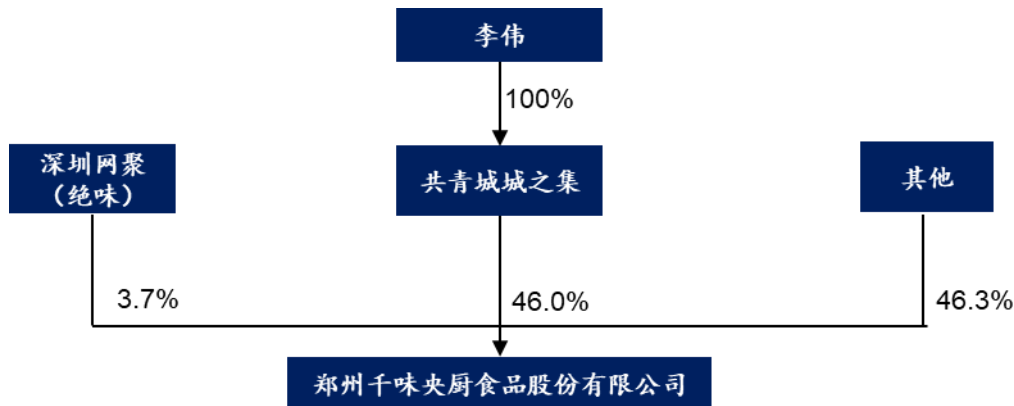 李伟
100%
深圳网聚
（绝味）
共青城城之集
其他
3.7%
46.0%
46.3%
郑州千味央厨食品股份有限公司